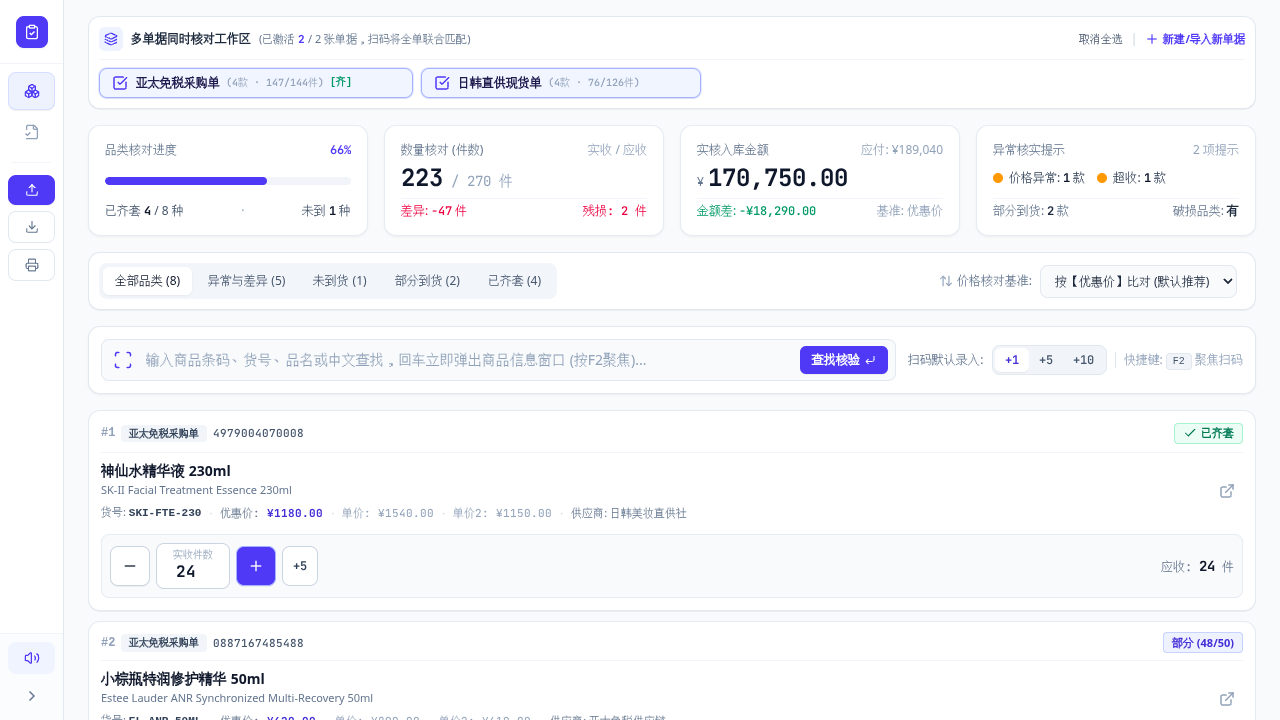 多单据同时核对工作区 (已激活 2 / 2 张单据，扫码将全单联合匹配) 取消全选 新建/导入新单据
亚太免税采购单 (4款 · 147/144件) [齐] 日韩直供现货单 (4款 · 76/126件)
品类核对进度 66%
已齐套 4 / 8 种 · 未到 1 种
数量核对 (件数) 实收 / 应收
223 / 270 件
差异: -47 件 残损: 2 件
实核入库金额 应付: ¥189,040
¥ 170,750.00
金额差: -¥18,290.00 基准: 优惠价
异常核实提示 2 项提示
价格异常: 1 款 超收: 1 款
部分到货: 2 款 破损品类: 有
全部品类 (8) 异常与差异 (5) 未到货 (1) 部分到货 (2) 已齐套 (4) 价格核对基准: 按【优惠价】比对 (默认推荐)
输入商品条码、货号、品名或中文查找，回车立即弹出商品信息窗口 (按F2聚焦)... 查找核验 扫码默认录入: +1 +5 +10 快捷键: F2 聚焦扫码
#1 亚太免税采购单 4979004070008 已齐套
神仙水精华液 230ml
SK-II Facial Treatment Essence 230ml
货号: SKI-FTE-230 · 优惠价: ¥1180.00 · 单价: ¥1540.00 · 单价2: ¥1150.00 · 供应商: 日韩美妆直供社
实收件数
24 +5 应收: 24 件
#2 亚太免税采购单 0887167485488 部分 (48/50)
小棕瓶特润修护精华 50ml
Estee Lauder ANR Synchronized Multi-Recovery 50ml